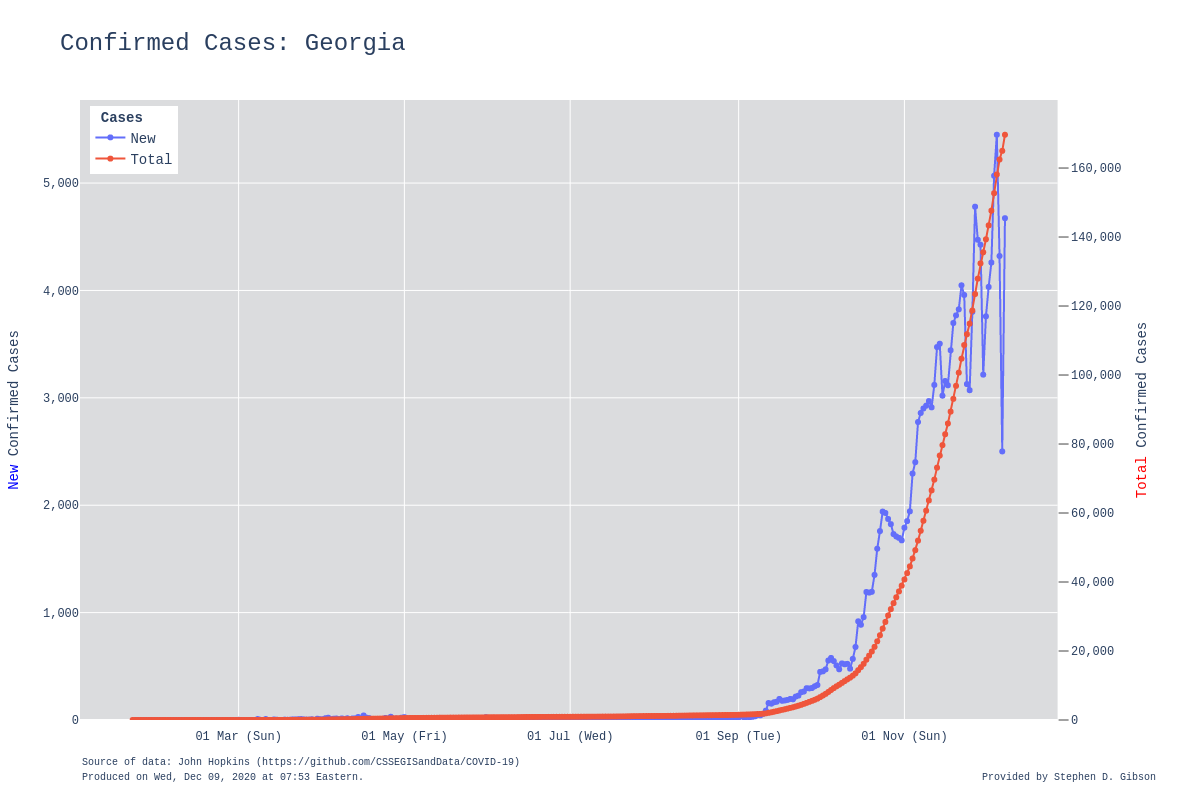 Confirmed Cases: Georgia
Cases
New
Total
5,000
4,000
3,000
2,000
1,000
0
New Confirmed Cases
160,000
140,000
120,000
100,000
80,000
60,000
40,000
20,000
0
Total Confirmed Cases
01 Mar (Sun) 01 May (Fri) 01 Jul (Wed) 01 Sep (Tue) 01 Nov (Sun)
Source of data: John Hopkins (https://github.com/CSSEGISandData/COVID-19)
Produced on Wed, Dec 09, 2020 at 07:53 Eastern.
Provided by Stephen D. Gibson